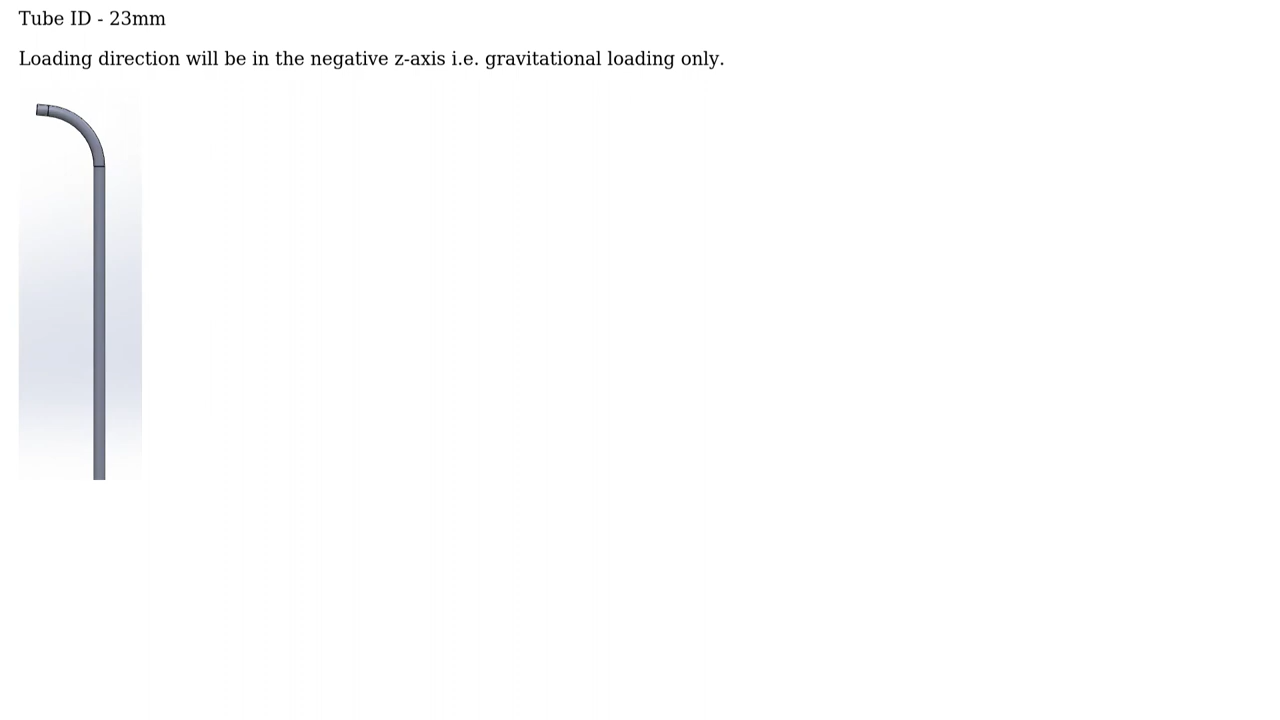 Tube ID - 23mm
Loading direction will be in the negative z-axis i.e. gravitational loading only.